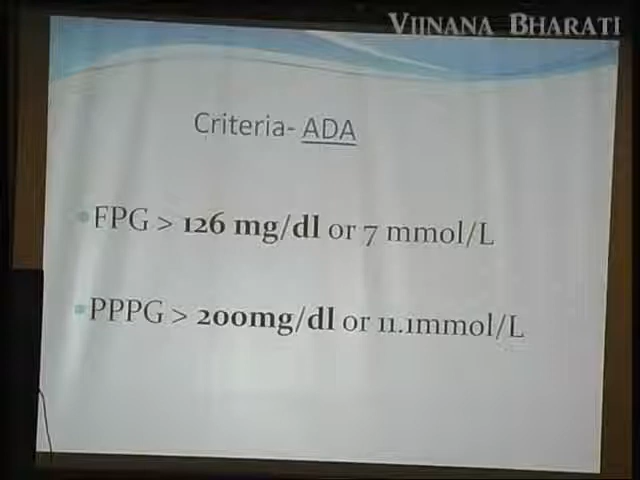 VIJNANA BHARATI
Criteria- ADA
FPG > 126 mg/dl or 7 mmol/L
PPPG > 200mg/dl or 11.1mmol/L